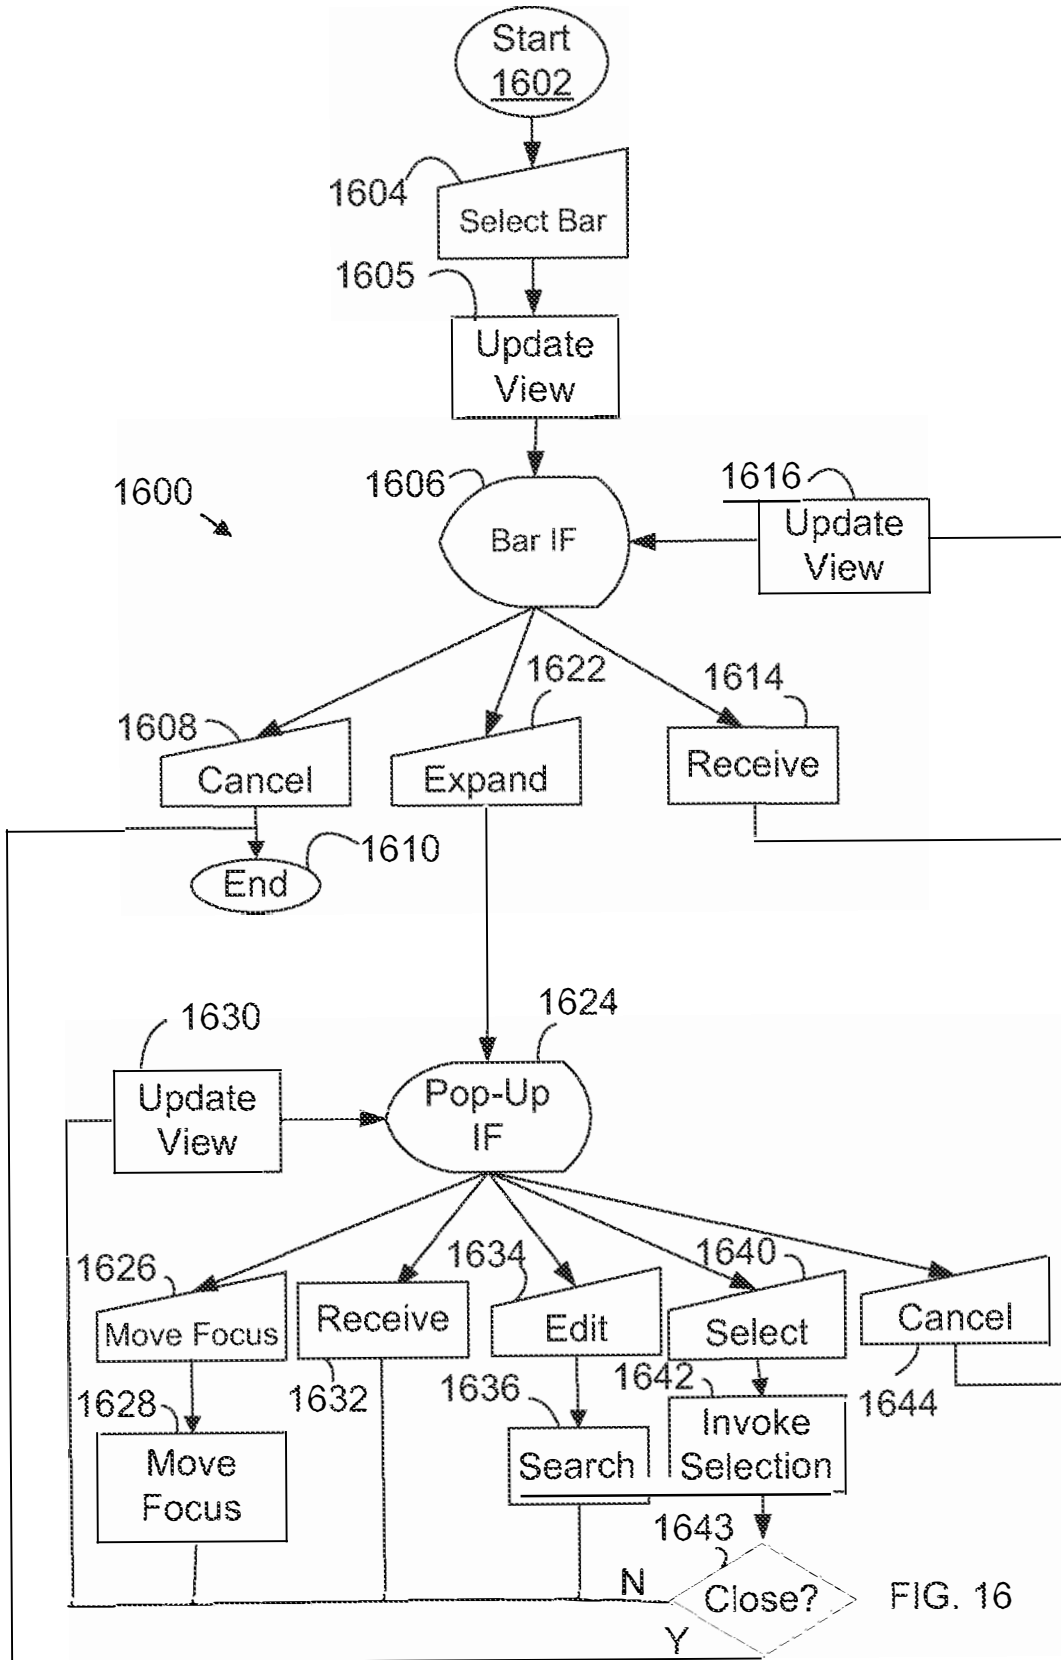 Start
1602
1604
Select Bar
1605
Update
View
1600
1606
Bar IF
1616
Update
View
1608
Cancel
1622
Expand
1614
Receive
1610
End
1630
Update
View
1624
Pop-Up
IF
1626
Move Focus
Receive
1632
1634
Edit
1640
Select
Cancel
1644
1628
Move
Focus
1636
Search
1642
Invoke
Selection
1643
Close?
N
Y
FIG. 16